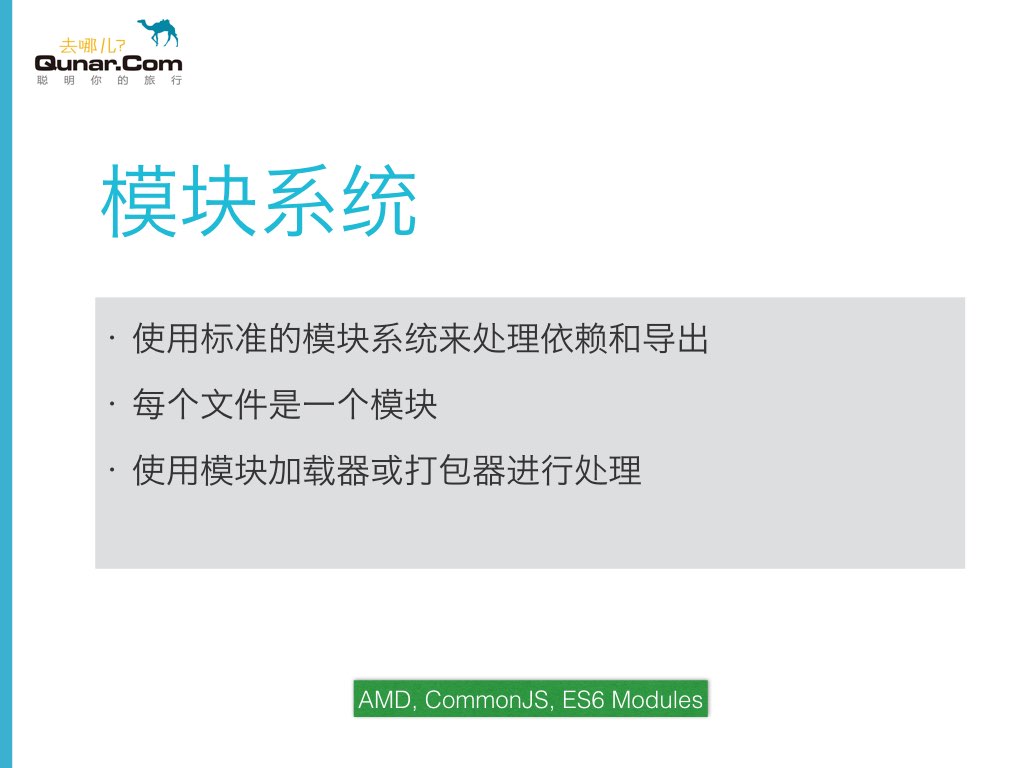 去哪儿?
Qunar.Com
聪明你的旅行
模块系统
· 使用标准的模块系统来处理依赖和导出
· 每个文件是一个模块
· 使用模块加载器或打包器进行处理
AMD, CommonJS, ES6 Modules